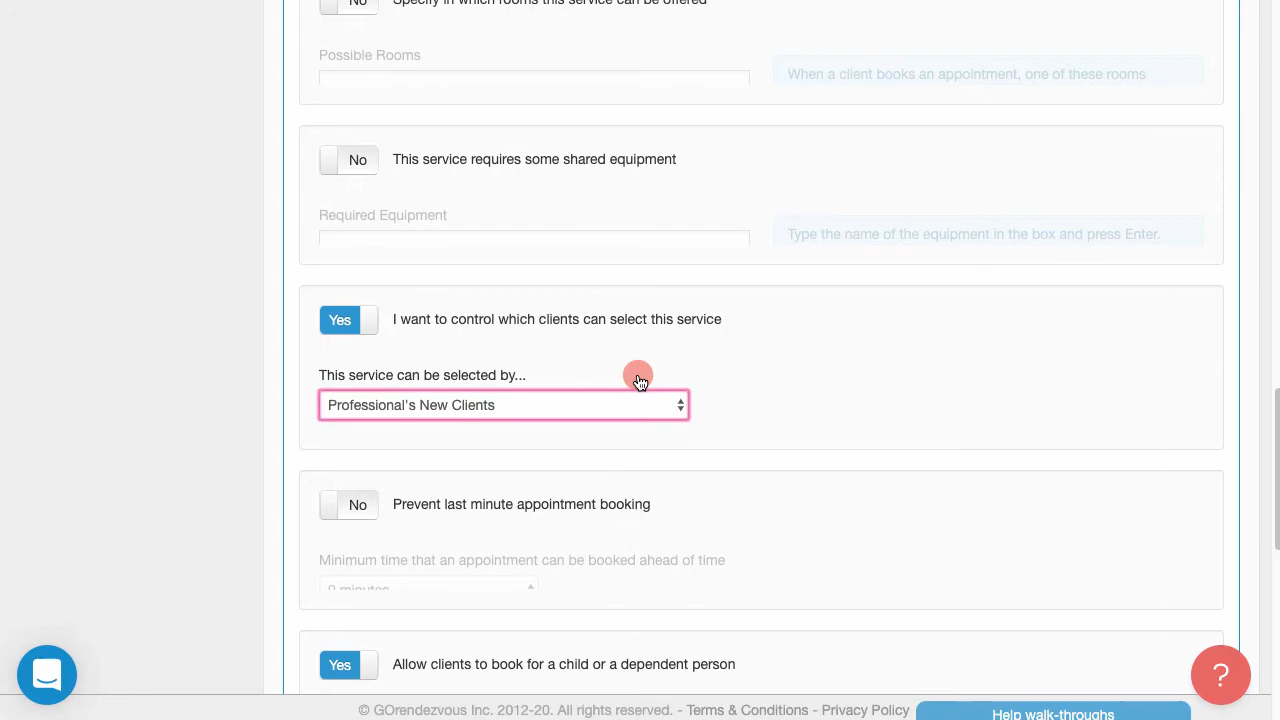 No Specify in which rooms this service can be offered
Possible Rooms
When a client books an appointment, one of these rooms
No This service requires some shared equipment
Required Equipment
Type the name of the equipment in the box and press Enter.
Yes I want to control which clients can select this service
This service can be selected by...
Professional's New Clients
No Prevent last minute appointment booking
Minimum time that an appointment can be booked ahead of time
0 minutes
Yes Allow clients to book for a child or a dependent person
?
© GOrendezvous Inc. 2012-20. All rights reserved. - Terms & Conditions - Privacy Policy
Help walk-throughs